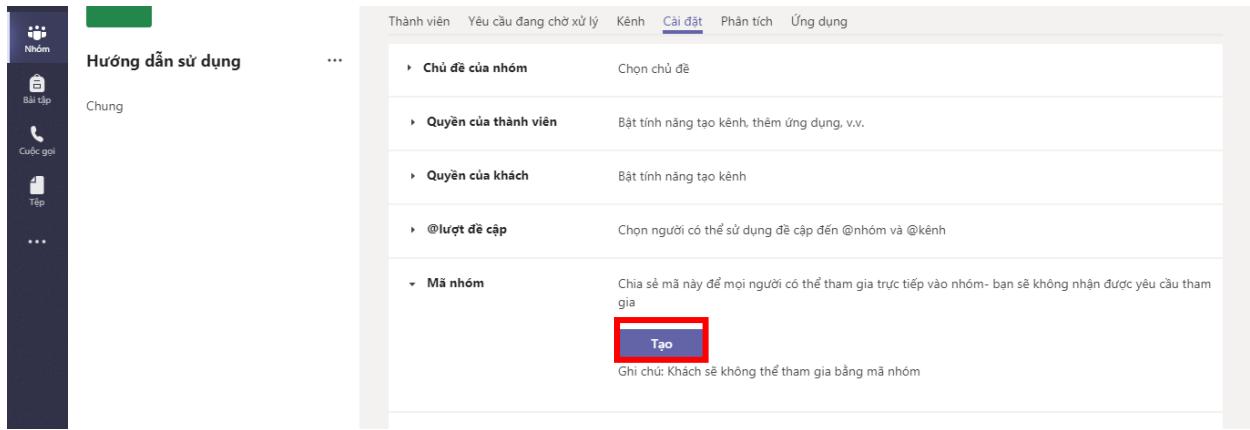 Nhóm
Bài tập
Cuộc gọi
Tệp
Hướng dẫn sử dụng
Chung
Thành viên Yêu cầu đang chờ xử lý Kênh Cài đặt Phân tích Ứng dụng
Chủ đề của nhóm Chọn chủ đề
Quyền của thành viên Bật tính năng tạo kênh, thêm ứng dụng, v.v.
Quyền của khách Bật tính năng tạo kênh
@lượt đề cập Chọn người có thể sử dụng đề cập đến @nhóm và @kênh
Mã nhóm Chia sẻ mã này để mọi người có thể tham gia trực tiếp vào nhóm- bạn sẽ không nhận được yêu cầu tham
gia
Tạo
Ghi chú: Khách sẽ không thể tham gia bằng mã nhóm